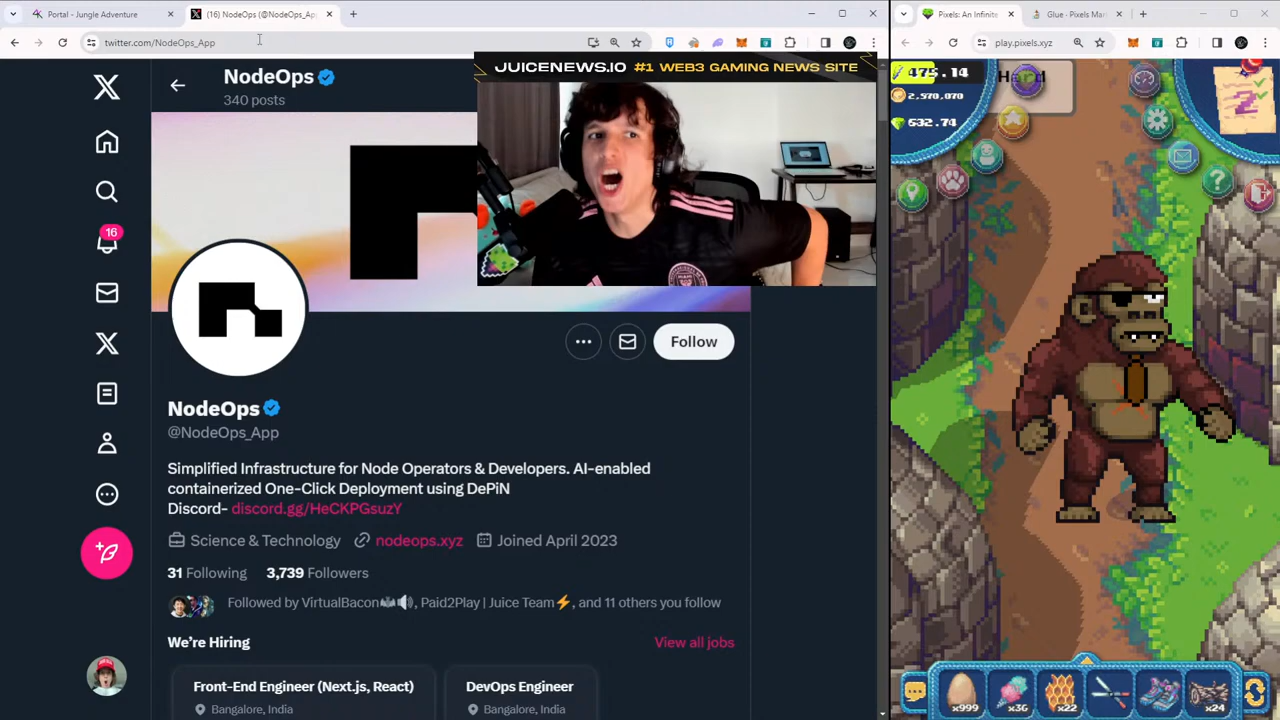 Portal - Jungle Adventure
(16) NodeOps (@NodeOps_Ap
twitter.com/NodeOps_App
NodeOps
340 posts
JUICENEWS.IO #1 WEB3 GAMING NEWS SITE
16
Follow
NodeOps
@NodeOps_App
Simplified Infrastructure for Node Operators & Developers. AI-enabled
containerized One-Click Deployment using DePiN
Discord- discord.gg/HeCKPGsuzY
Science & Technology nodeops.xyz Joined April 2023
31 Following 3,739 Followers
Followed by VirtualBacon, Paid2Play | Juice Team⚡, and 11 others you follow
We're Hiring View all jobs
Front-End Engineer (Next.js, React)
Bangalore, India
DevOps Engineer
Bangalore, India
Pixels: An Infinite
Glue - Pixels Mar
play.pixels.xyz
475.14
2,970,070
632.74
x999
x36
x22
x24